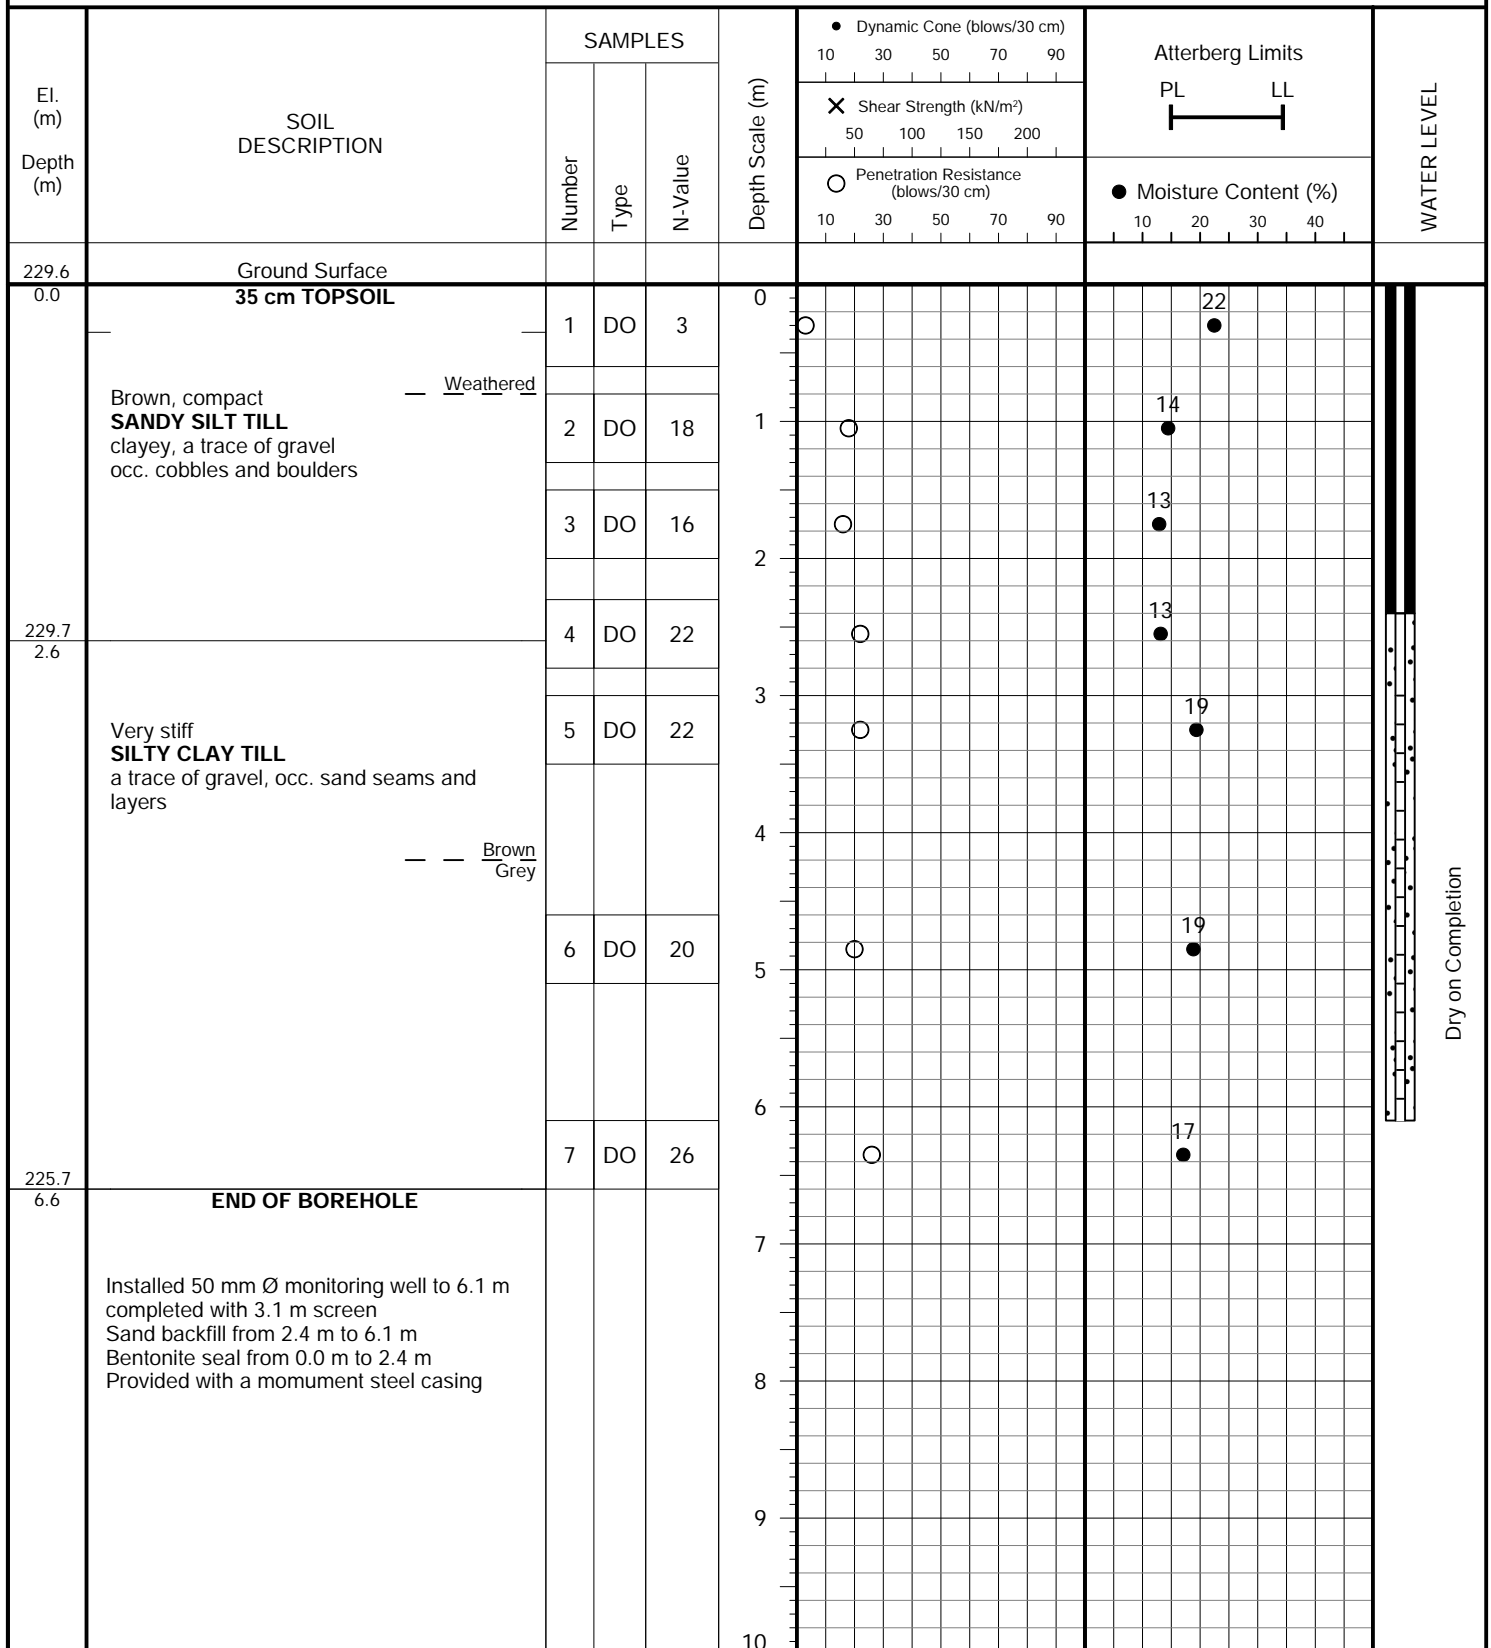 El.
(m)
Depth
(m)
SOIL
DESCRIPTION
SAMPLES
Number
Type
N-Value
Depth Scale (m)
Dynamic Cone (blows/30 cm)
10 30 50 70 90
Shear Strength (kN/m²)
50 100 150 200
Penetration Resistance
(blows/30 cm)
10 30 50 70 90
Atterberg Limits
PL LL
Moisture Content (%)
10 20 30 40
WATER LEVEL
229.6
Ground Surface
0.0
35 cm TOPSOIL
0
22
1 DO 3
Weathered
Brown, compact
SANDY SILT TILL
clayey, a trace of gravel
occ. cobbles and boulders
14
1
2 DO 18
13
3 DO 16
2
13
229.7
2.6
4 DO 22
3
19
5 DO 22
Very stiff
SILTY CLAY TILL
a trace of gravel, occ. sand seams and
layers
4
Brown
Grey
19
6 DO 20
5
Dry on Completion
6
17
7 DO 26
225.7
6.6
END OF BOREHOLE
7
Installed 50 mm Ø monitoring well to 6.1 m
completed with 3.1 m screen
Sand backfill from 2.4 m to 6.1 m
Bentonite seal from 0.0 m to 2.4 m
Provided with a momument steel casing
8
9
10